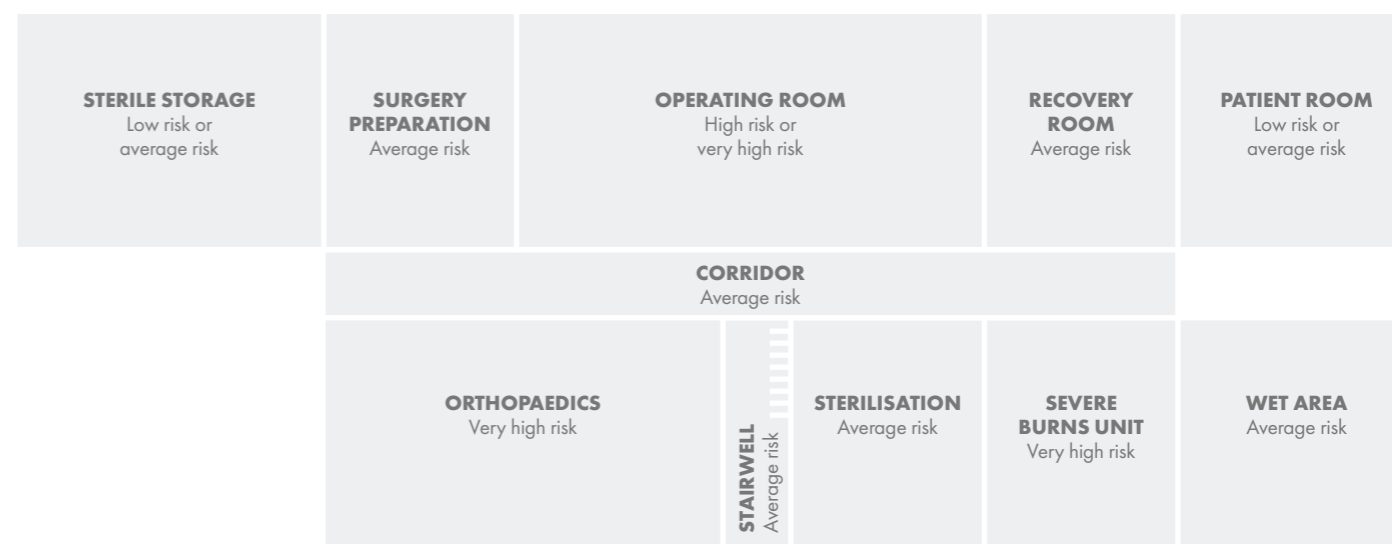 STERILE STORAGE
Low risk or
average risk
SURGERY
PREPARATION
Average risk
OPERATING ROOM
High risk or
very high risk
RECOVERY
ROOM
Average risk
PATIENT ROOM
Low risk or
average risk
CORRIDOR
Average risk
ORTHOPAEDICS
Very high risk
STAIRWELL
Average risk
STERILISATION
Average risk
SEVERE
BURNS UNIT
Very high risk
WET AREA
Average risk